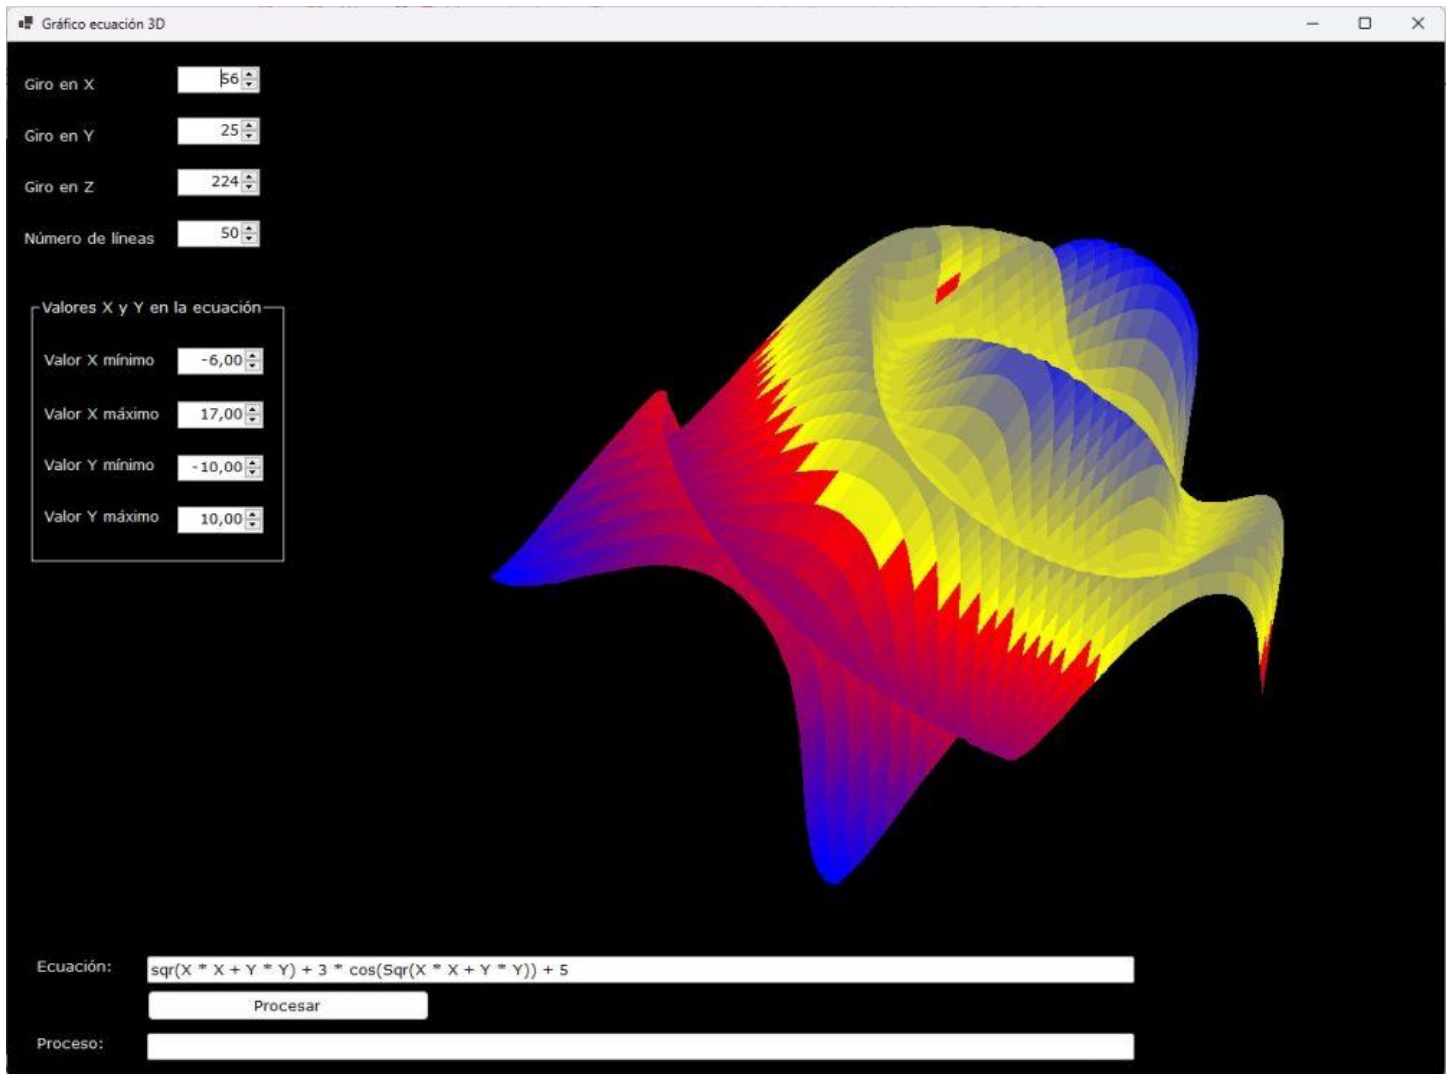 Gráfico ecuación 3D
Giro en X 56
Giro en Y 25
Giro en Z 224
Número de líneas 50
Valores X y Y en la ecuación
Valor X mínimo -6,00
Valor X máximo 17,00
Valor Y mínimo -10,00
Valor Y máximo 10,00
Ecuación: sqr(X * X + Y * Y) + 3 * cos(Sqr(X * X + Y * Y)) + 5
Procesar
Proceso: